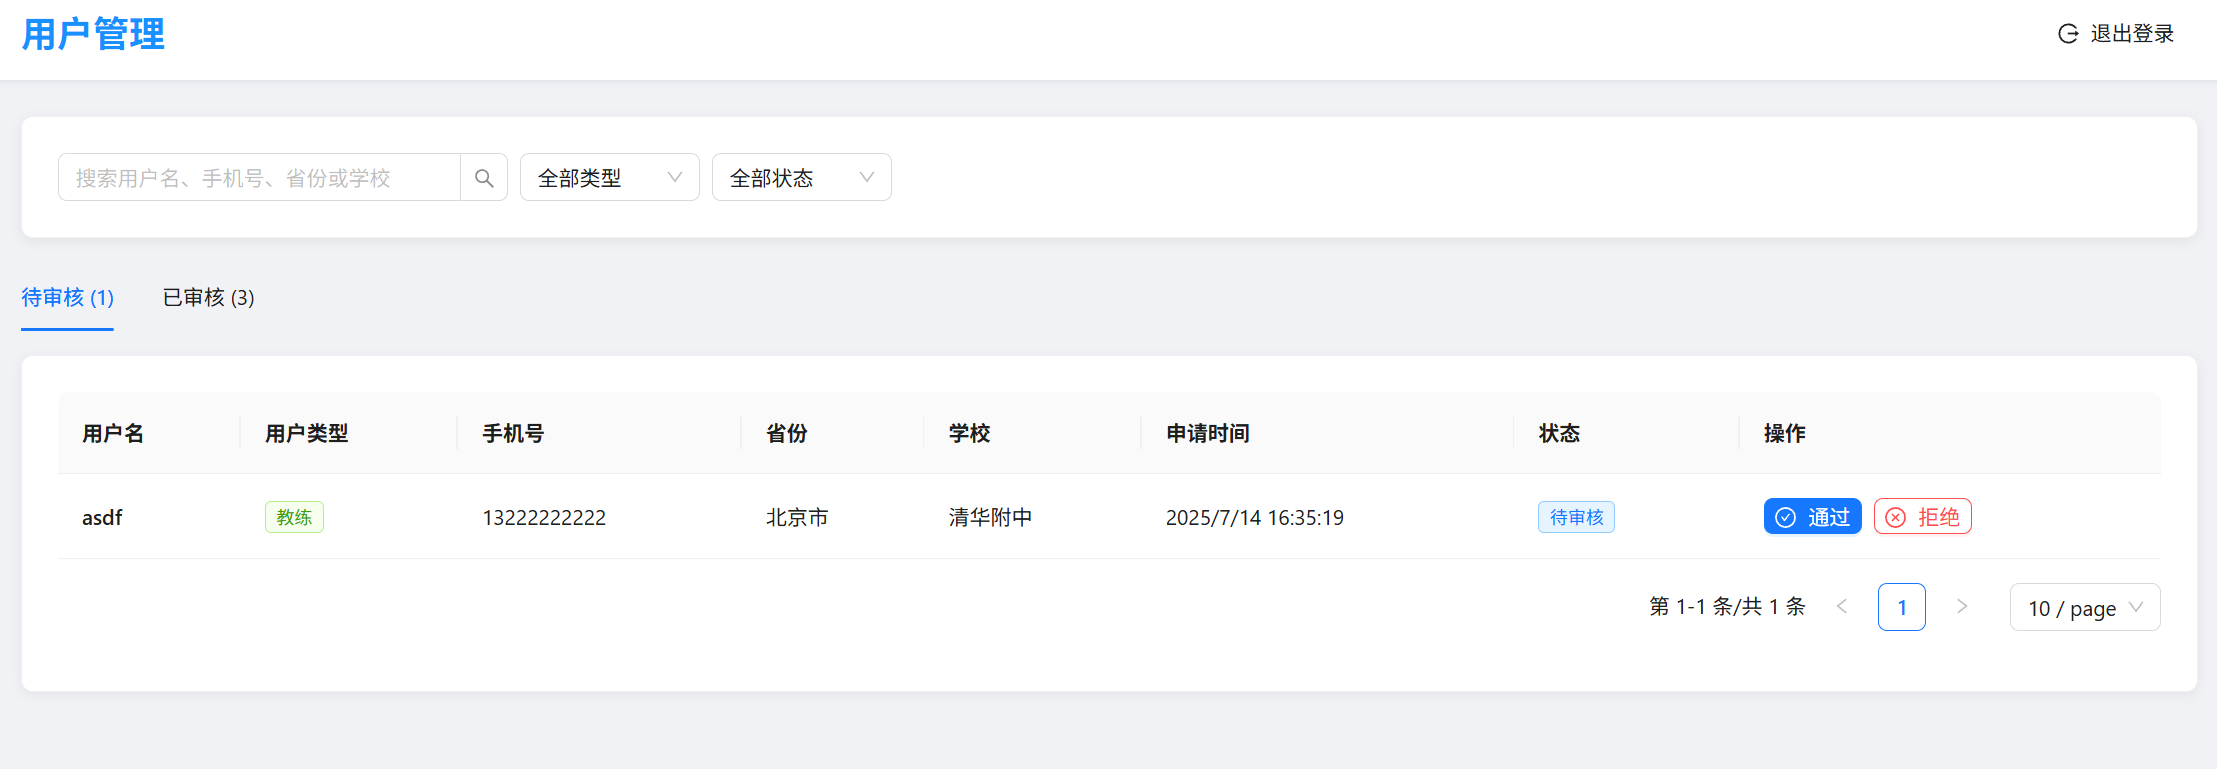 用户管理
退出登录
搜索用户名、手机号、省份或学校
全部类型
全部状态
待审核 (1)
已审核 (3)
用户名 用户类型 手机号 省份 学校 申请时间 状态 操作
asdf 教练 13222222222 北京市 清华附中 2025/7/14 16:35:19 待审核 通过 拒绝
第 1-1 条/共 1 条 1 10 / page